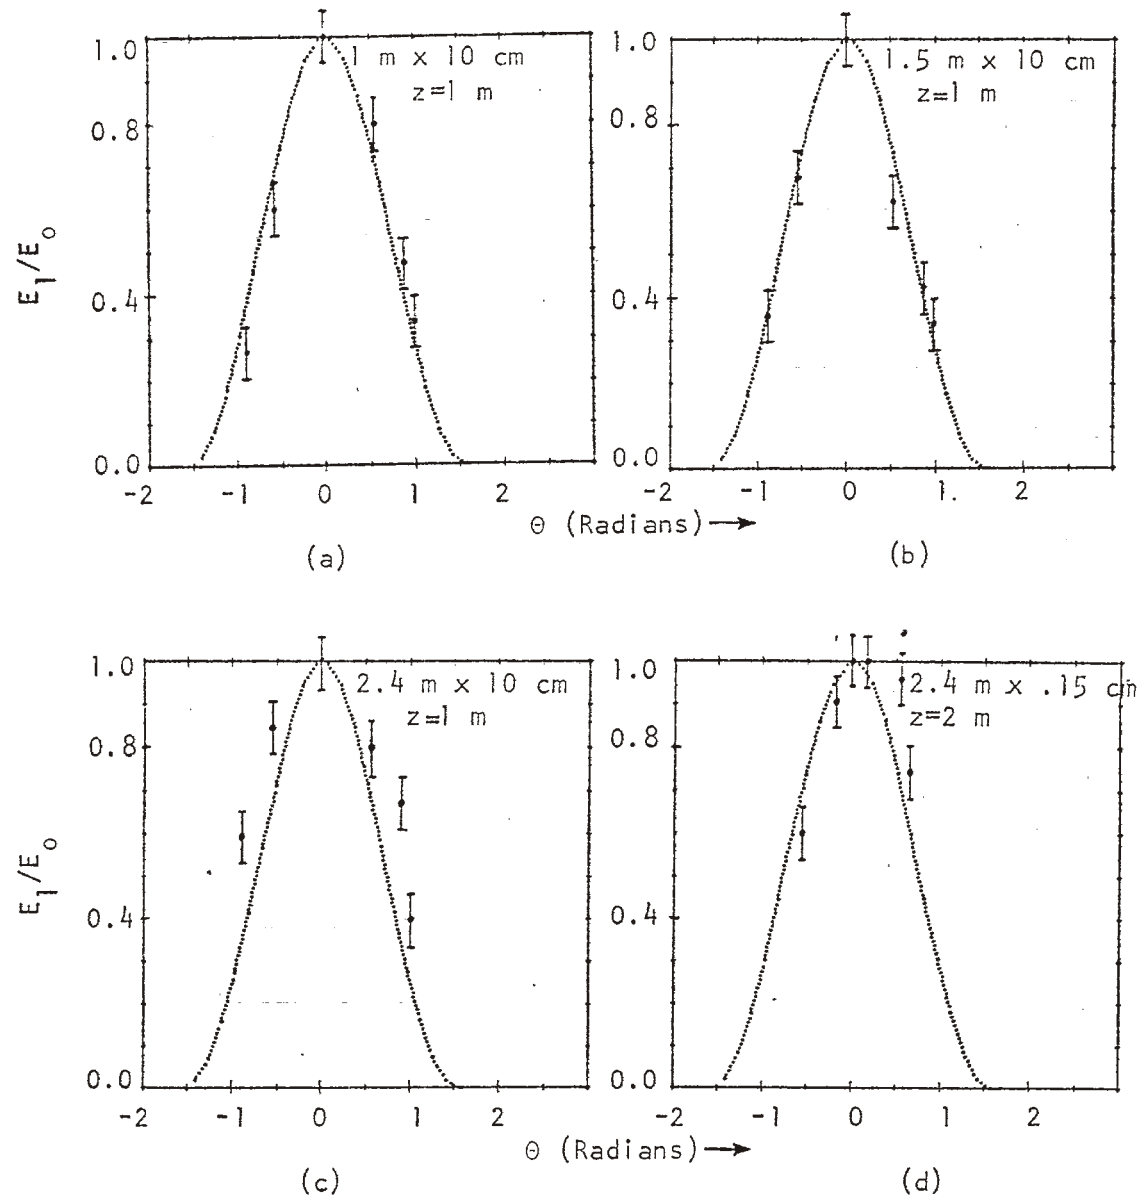 E1/Eo
1.0
0.8
0.4
0.0
1 m x 10 cm
z=1 m
-2 -1 0 1 2
(a)
1.0
0.8
0.4
0.0
1.5 m x 10 cm
z=1 m
-2 -1 0 1. 2
(b)
Θ (Radians)→
E1/Eo
1.0
0.8
0.4
0.0
2.4 m x 10 cm
z=1 m
-2 -1 0 1 2
(c)
1.0
0.8
0.4
0.0
2.4 m x .15 cm
z=2 m
-2 -1 0 1 2
(d)
Θ (Radians)→